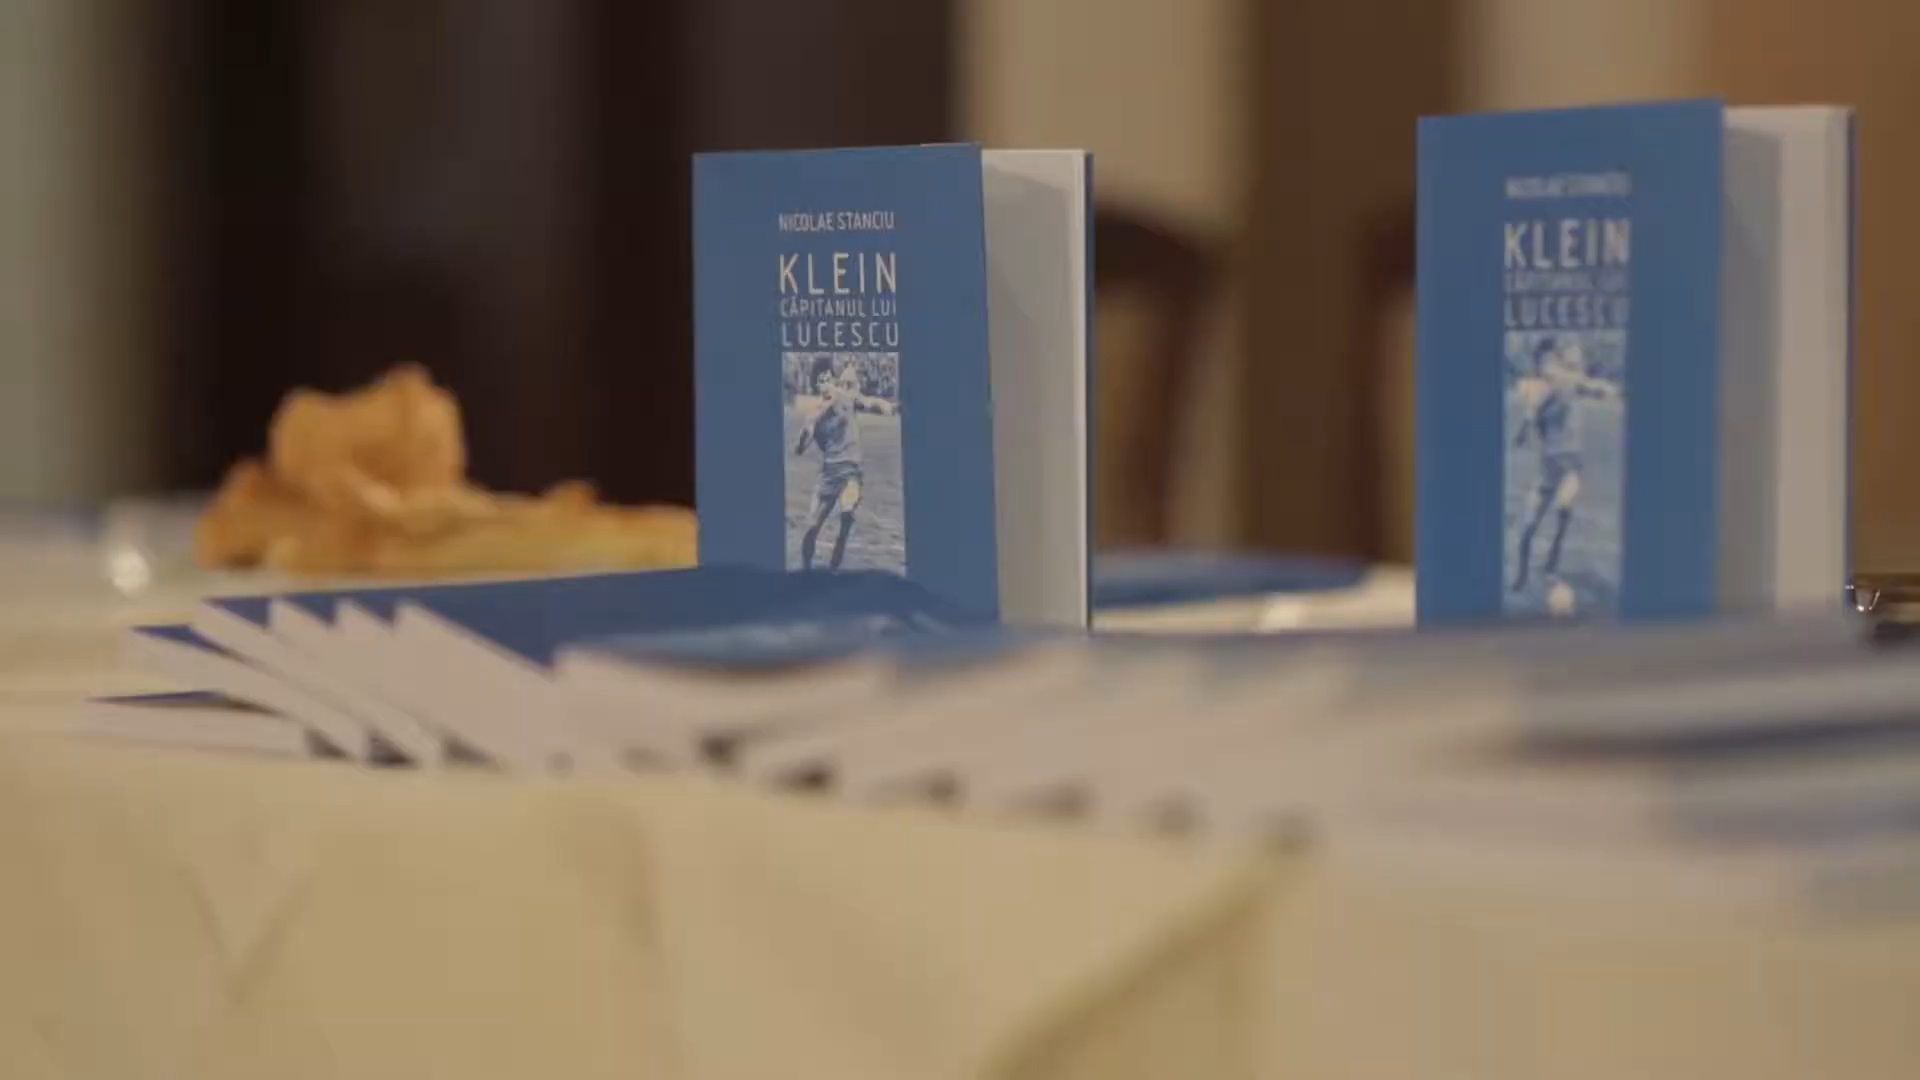 NICOLAE STANCIU
KLEIN
CĂPITANUL LUI
LUCESCU
NICOLAE STANCIU
KLEIN
CĂPITANUL LUI
LUCESCU